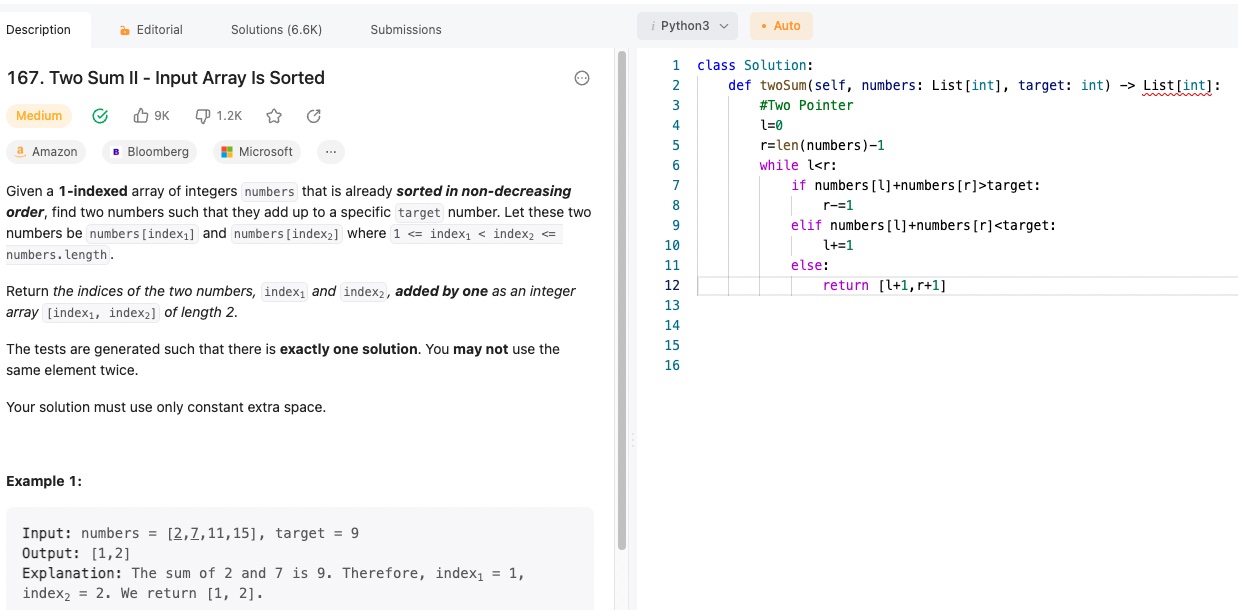 Description
Editorial
Solutions (6.6K)
Submissions
167. Two Sum II - Input Array Is Sorted
Medium
9K
1.2K
a Amazon
B Bloomberg
Microsoft
...
Given a 1-indexed array of integers numbers that is already sorted in non-decreasing
order, find two numbers such that they add up to a specific target number. Let these two
numbers be numbers[index₁] and numbers[index₂] where 1 <= index₁ < index₂ <=
numbers.length.
Return the indices of the two numbers, index₁ and index₂, added by one as an integer
array [index₁, index₂] of length 2.
The tests are generated such that there is exactly one solution. You may not use the
same element twice.
Your solution must use only constant extra space.
Example 1:
Input: numbers = [2,7,11,15], target = 9
Output: [1,2]
Explanation: The sum of 2 and 7 is 9. Therefore, index₁ = 1,
index₂ = 2. We return [1, 2].
i Python3
• Auto
1 class Solution:
2     def twoSum(self, numbers: List[int], target: int) -> List[int]:
3         #Two Pointer
4         l=0
5         r=len(numbers)-1
6         while l<r:
7             if numbers[l]+numbers[r]>target:
8                 r-=1
9             elif numbers[l]+numbers[r]<target:
10                 l+=1
11             else:
12                 return [l+1,r+1]
13
14
15
16